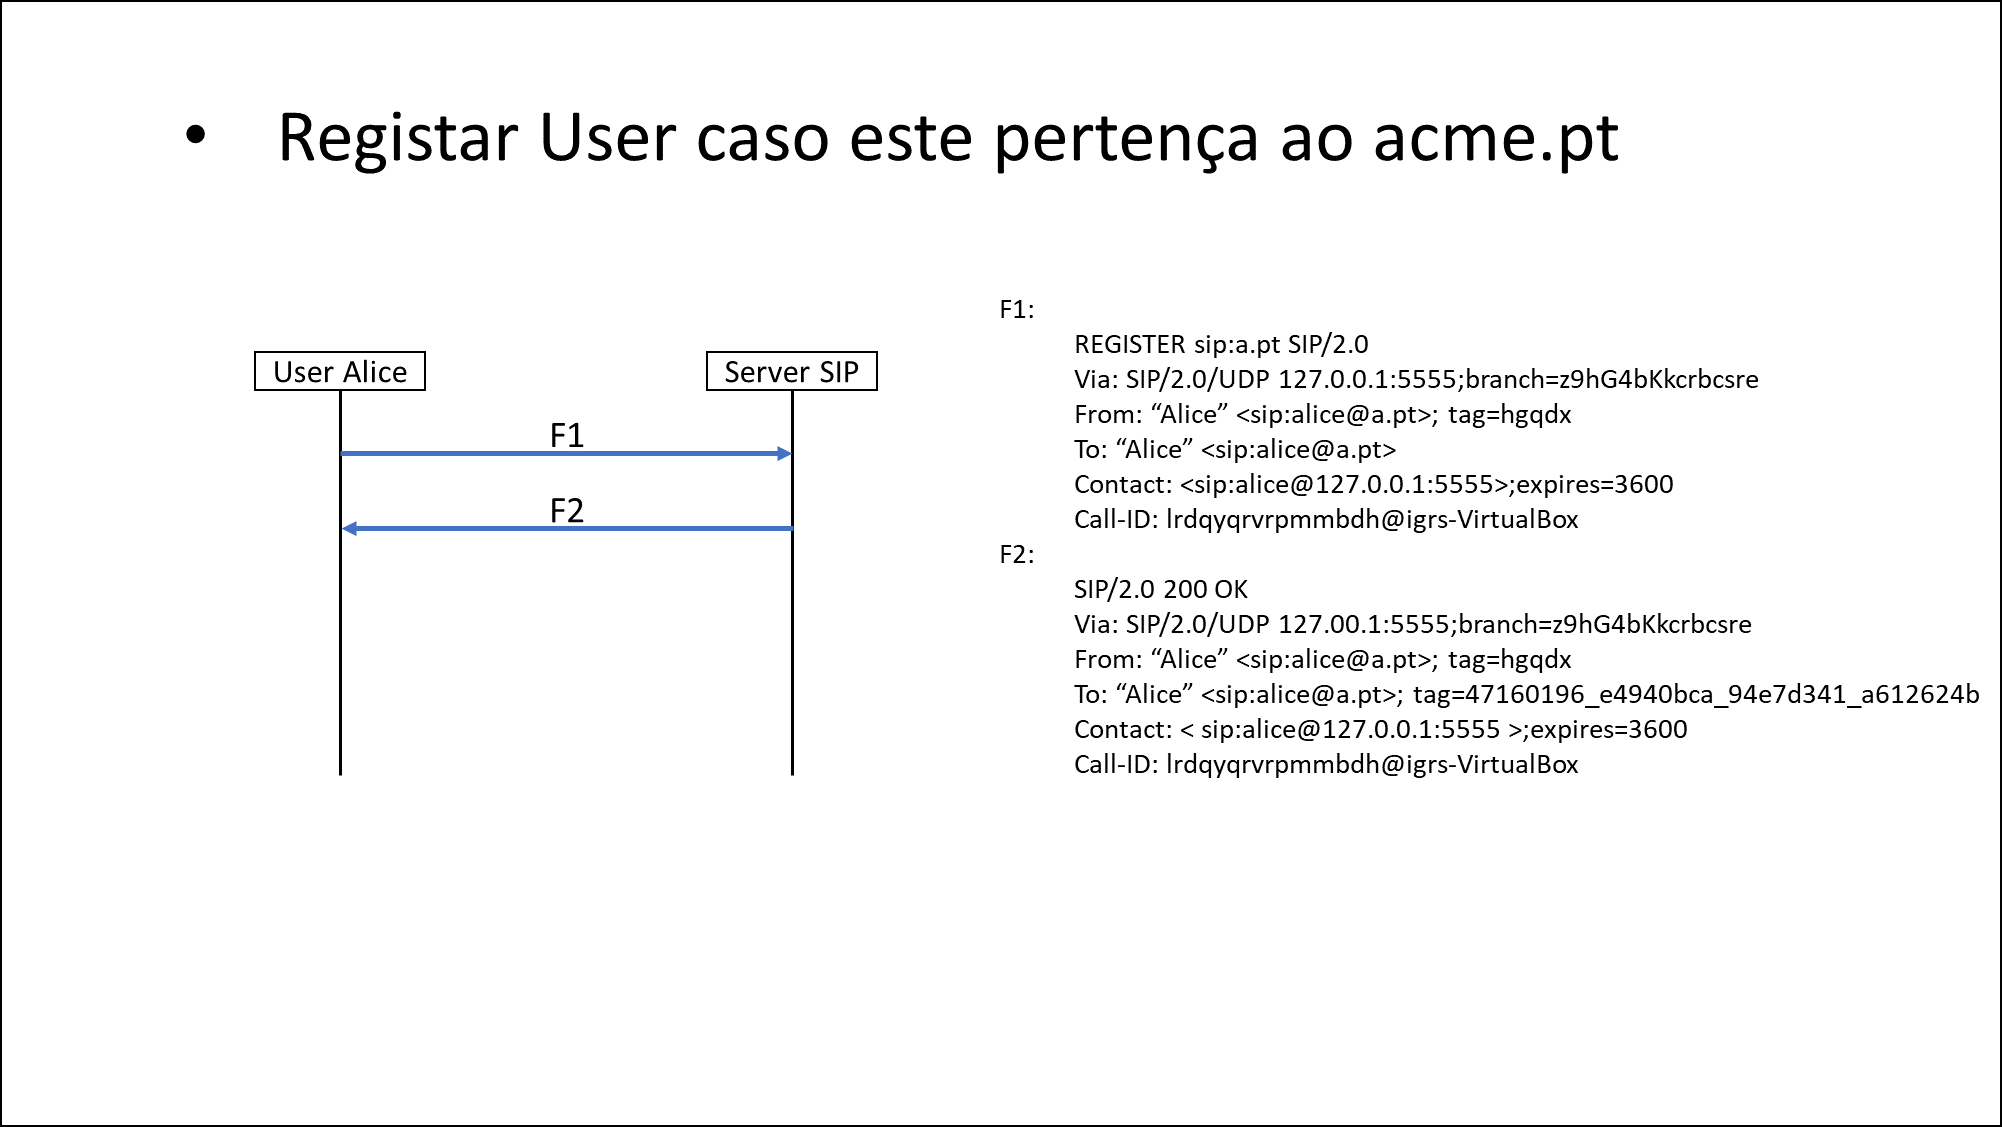 • Registar User caso este pertença ao acme.pt
User Alice
Server SIP
F1
F2
F1:
REGISTER sip:a.pt SIP/2.0
Via: SIP/2.0/UDP 127.0.0.1:5555;branch=z9hG4bKkcrbcsre
From: “Alice” <sip:alice@a.pt>; tag=hgqdx
To: “Alice” <sip:alice@a.pt>
Contact: <sip:alice@127.0.0.1:5555>;expires=3600
Call-ID: lrdqyqrvrpmmbdh@igrs-VirtualBox
F2:
SIP/2.0 200 OK
Via: SIP/2.0/UDP 127.00.1:5555;branch=z9hG4bKkcrbcsre
From: “Alice” <sip:alice@a.pt>; tag=hgqdx
To: “Alice” <sip:alice@a.pt>; tag=47160196_e4940bca_94e7d341_a612624b
Contact: < sip:alice@127.0.0.1:5555 >;expires=3600
Call-ID: lrdqyqrvrpmmbdh@igrs-VirtualBox